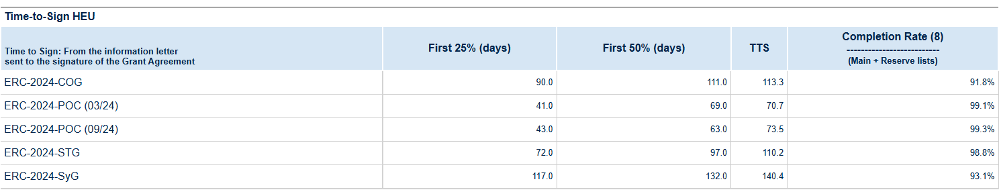 Time-to-Sign HEU
Time to Sign: From the information letter
sent to the signature of the Grant Agreement
First 25% (days)
First 50% (days)
TTS
Completion Rate (8)
--------------------------
(Main + Reserve lists)
ERC-2024-COG 90.0 111.0 113.3 91.8%
ERC-2024-POC (03/24) 41.0 69.0 70.7 99.1%
ERC-2024-POC (09/24) 43.0 63.0 73.5 99.3%
ERC-2024-STG 72.0 97.0 110.2 98.8%
ERC-2024-SyG 117.0 132.0 140.4 93.1%